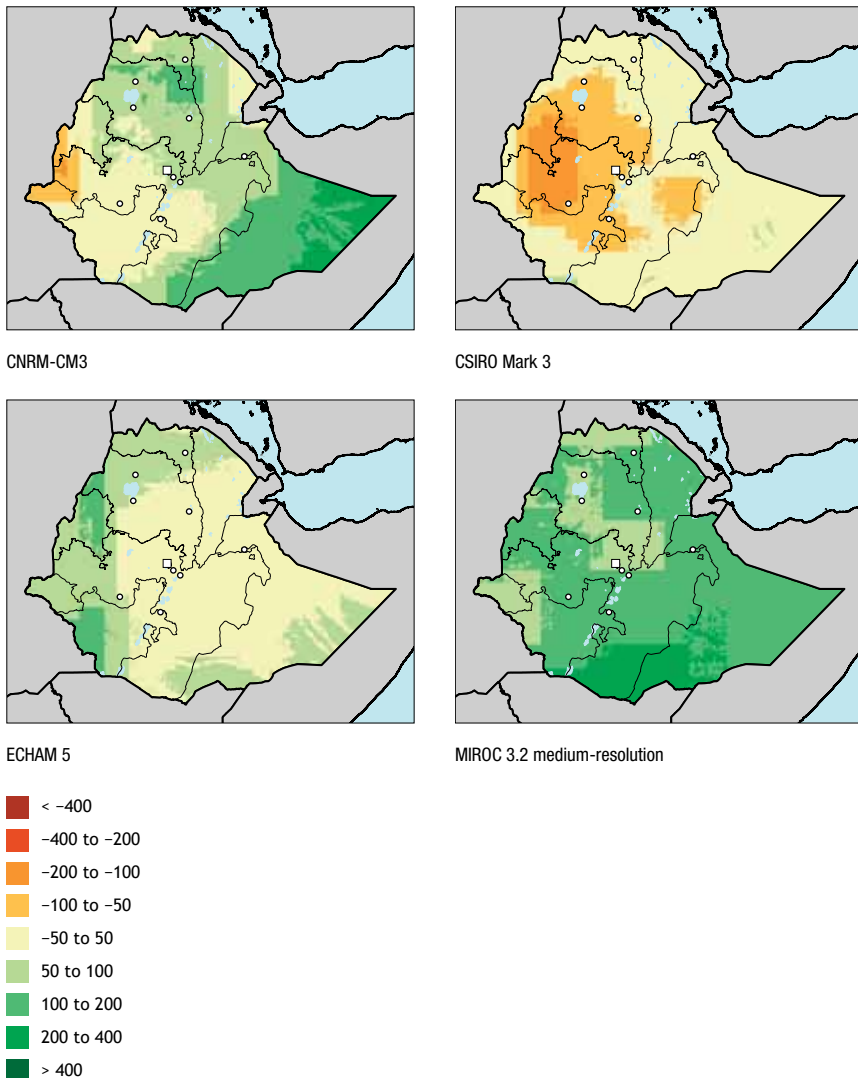 CNRM-CM3
CSIRO Mark 3
ECHAM 5
MIROC 3.2 medium-resolution
< −400
−400 to −200
−200 to −100
−100 to −50
−50 to 50
50 to 100
100 to 200
200 to 400
> 400